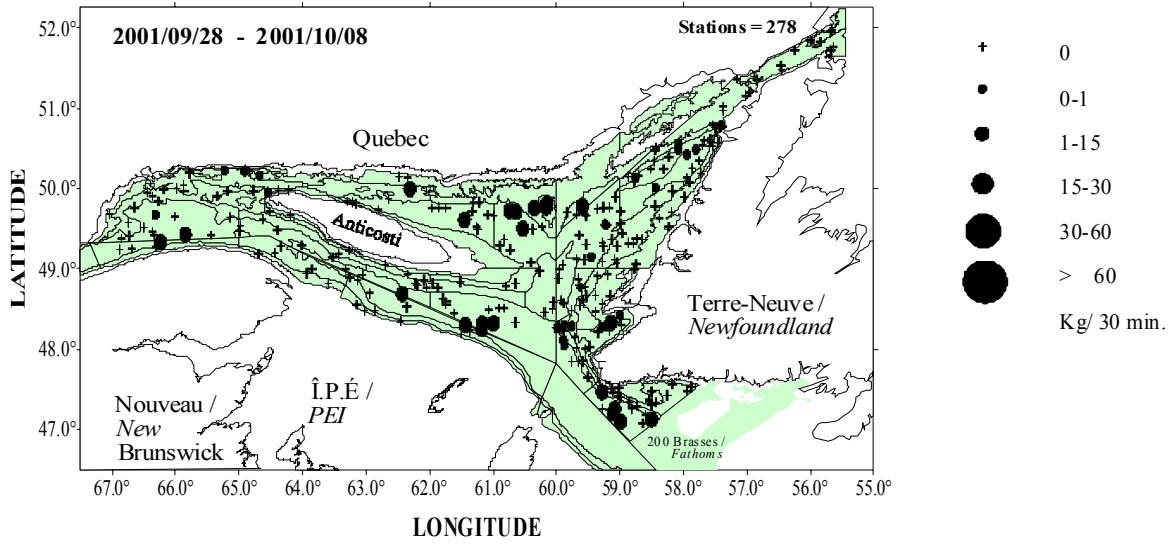 52.0°
51.0°
50.0°
49.0°
48.0°
47.0°
LATITUDE
2001/09/28 - 2001/10/08
Stations = 278
Quebec
Anticosti
Terre-Neuve /
Newfoundland
Nouveau /
New
Brunswick
Î.P.É /
PEI
200 Brasses /
Fathoms
67.0° 66.0° 65.0° 64.0° 63.0° 62.0° 61.0° 60.0° 59.0° 58.0° 57.0° 56.0° 55.0°
LONGITUDE
0
0-1
1-15
15-30
30-60
> 60
Kg/ 30 min.